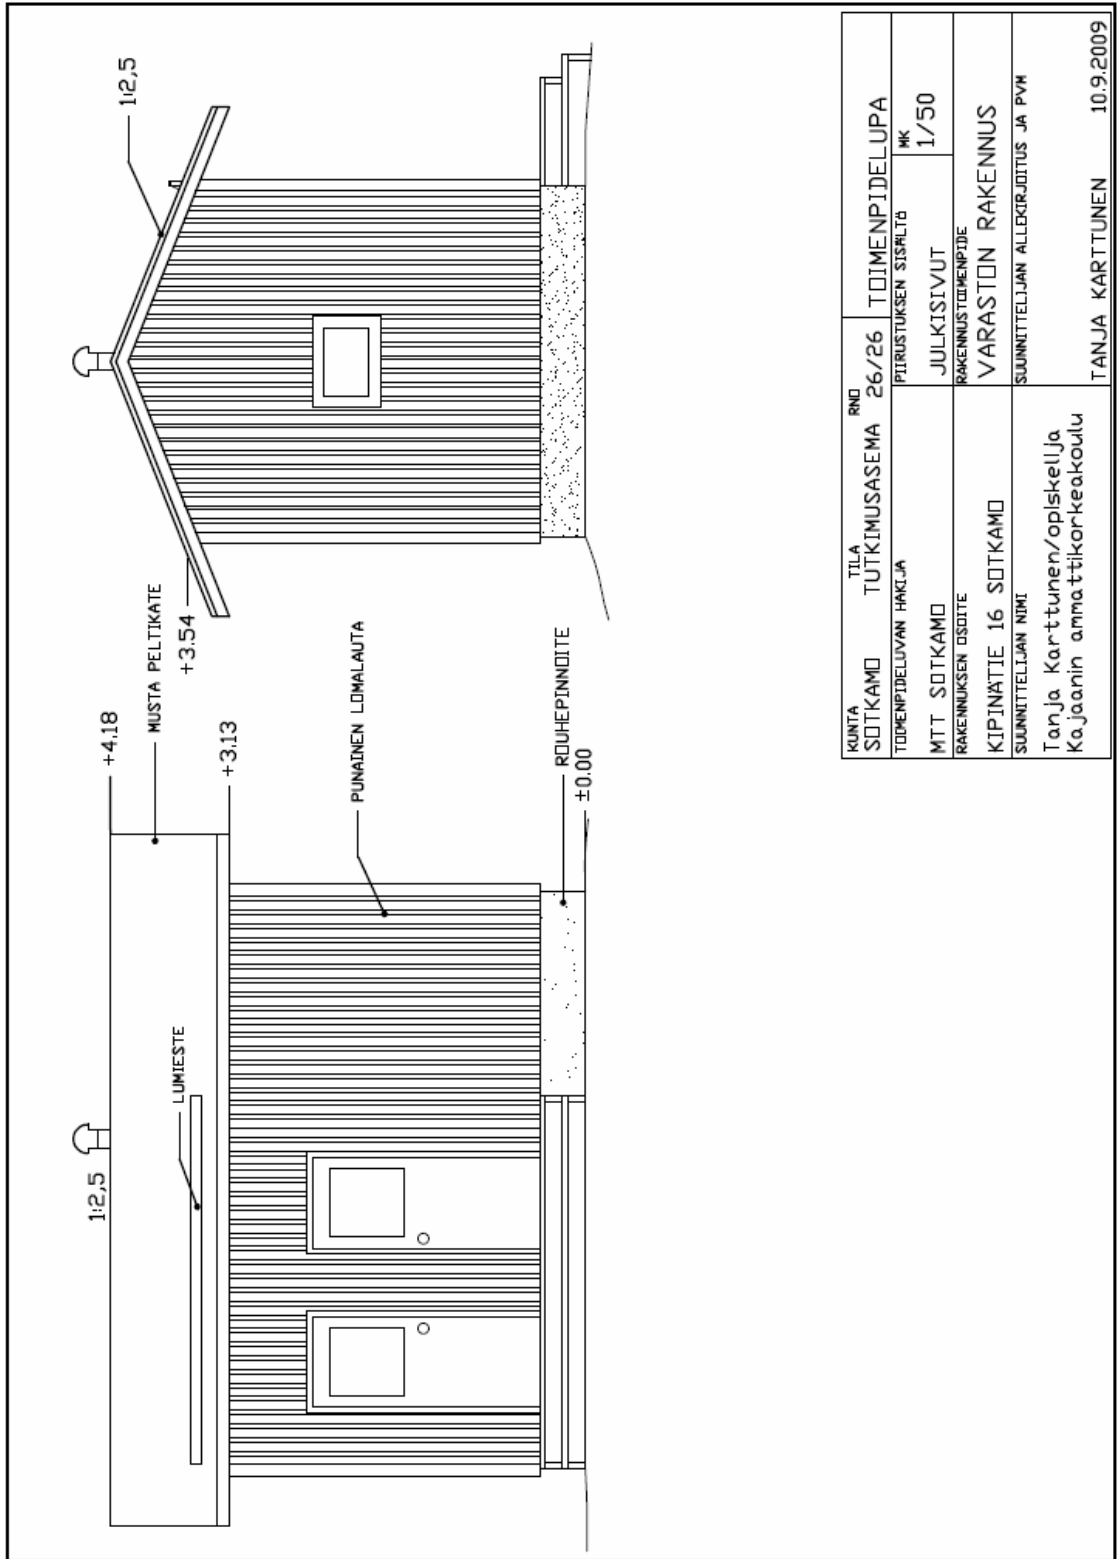 1:2,5
+4.18
MUSTA PELTIKATE
LUMIESTE
+3.13
PUNAINEN LOMALAUTA
ROUHEPINNOITE
±0.00
1:2,5
+3.54
KUNTA TILA RNO
SOTKAMO TUTKIMUSASEMA 26/26 TOIMENPIDELUPA
TOIMENPIDELUVAN HAKIJA
MTT SOTKAMO
PIIRUSTUKSEN SISÄLTÖ MK
JULKISIVUT 1/50
RAKENNUKSEN OSOITE
KIPINÄTIE 16 SOTKAMO
RAKENNUSTOIMENPIDE
VARASTON RAKENNUS
SUUNNITTELIJAN NIMI
Tanja Karttunen/opiskelija
Kajaanin ammattikorkeakoulu
SUUNNITTELIJAN ALLEKIRJOITUS JA PVM
TANJA KARTTUNEN 10.9.2009